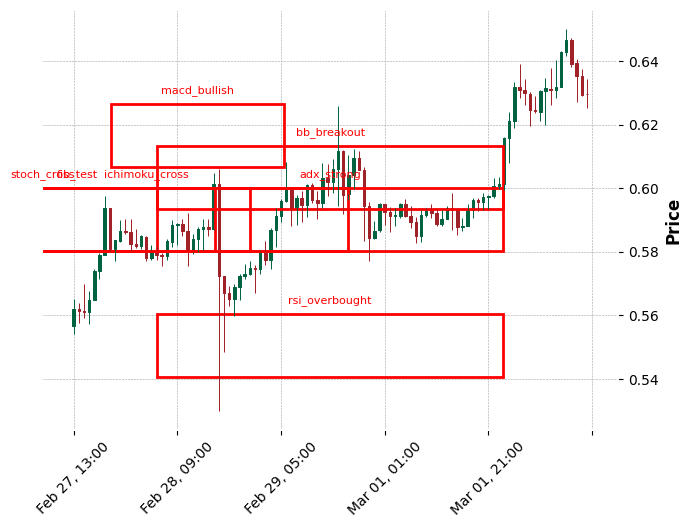 macd_bullish
bb_breakout
stoch_cross
fib_test
ichimoku_cross
adx_strong
rsi_overbought
0.64
0.62
0.60
0.58
0.56
0.54
Price
Feb 27, 13:00
Feb 28, 09:00
Feb 29, 05:00
Mar 01, 01:00
Mar 01, 21:00